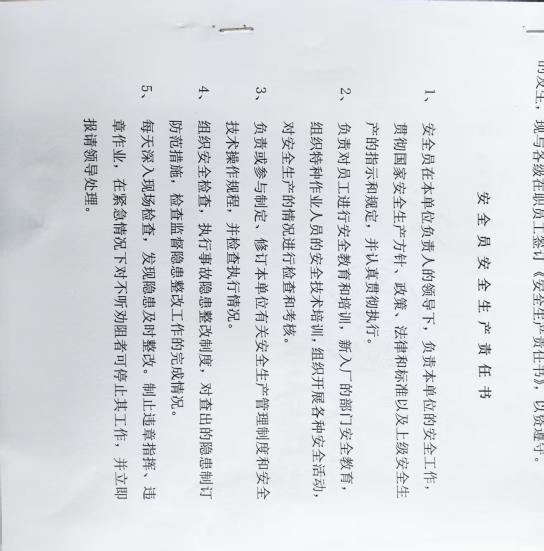 的发生，现与各级在职员工签订《安全生产责任书》，以资遵守。
安全员安全生产责任书
1、 安全员在本单位负责人的领导下，负责本单位的安全工作，
贯彻国家安全生产方针、政策、法律和标准以及上级安全生
产的指示和规定，并认真贯彻执行。
2、 负责对员工进行安全教育和培训，新入厂的部门安全教育，
组织特种作业人员的安全技术培训，组织开展各种安全活动，
对安全生产的情况进行检查和考核。
3、 负责或参与制定、修订本单位有关安全生产管理制度和安全
技术操作规程，并检查执行情况。
4、 组织安全检查，执行事故隐患整改制度，对查出的隐患制订
防范措施，检查监督隐患整改工作的完成情况。
5、 每天深入现场检查，发现隐患及时整改。制止违章指挥、违
章作业，在紧急情况下对不听劝阻者可停止其工作，并立即
报请领导处理。